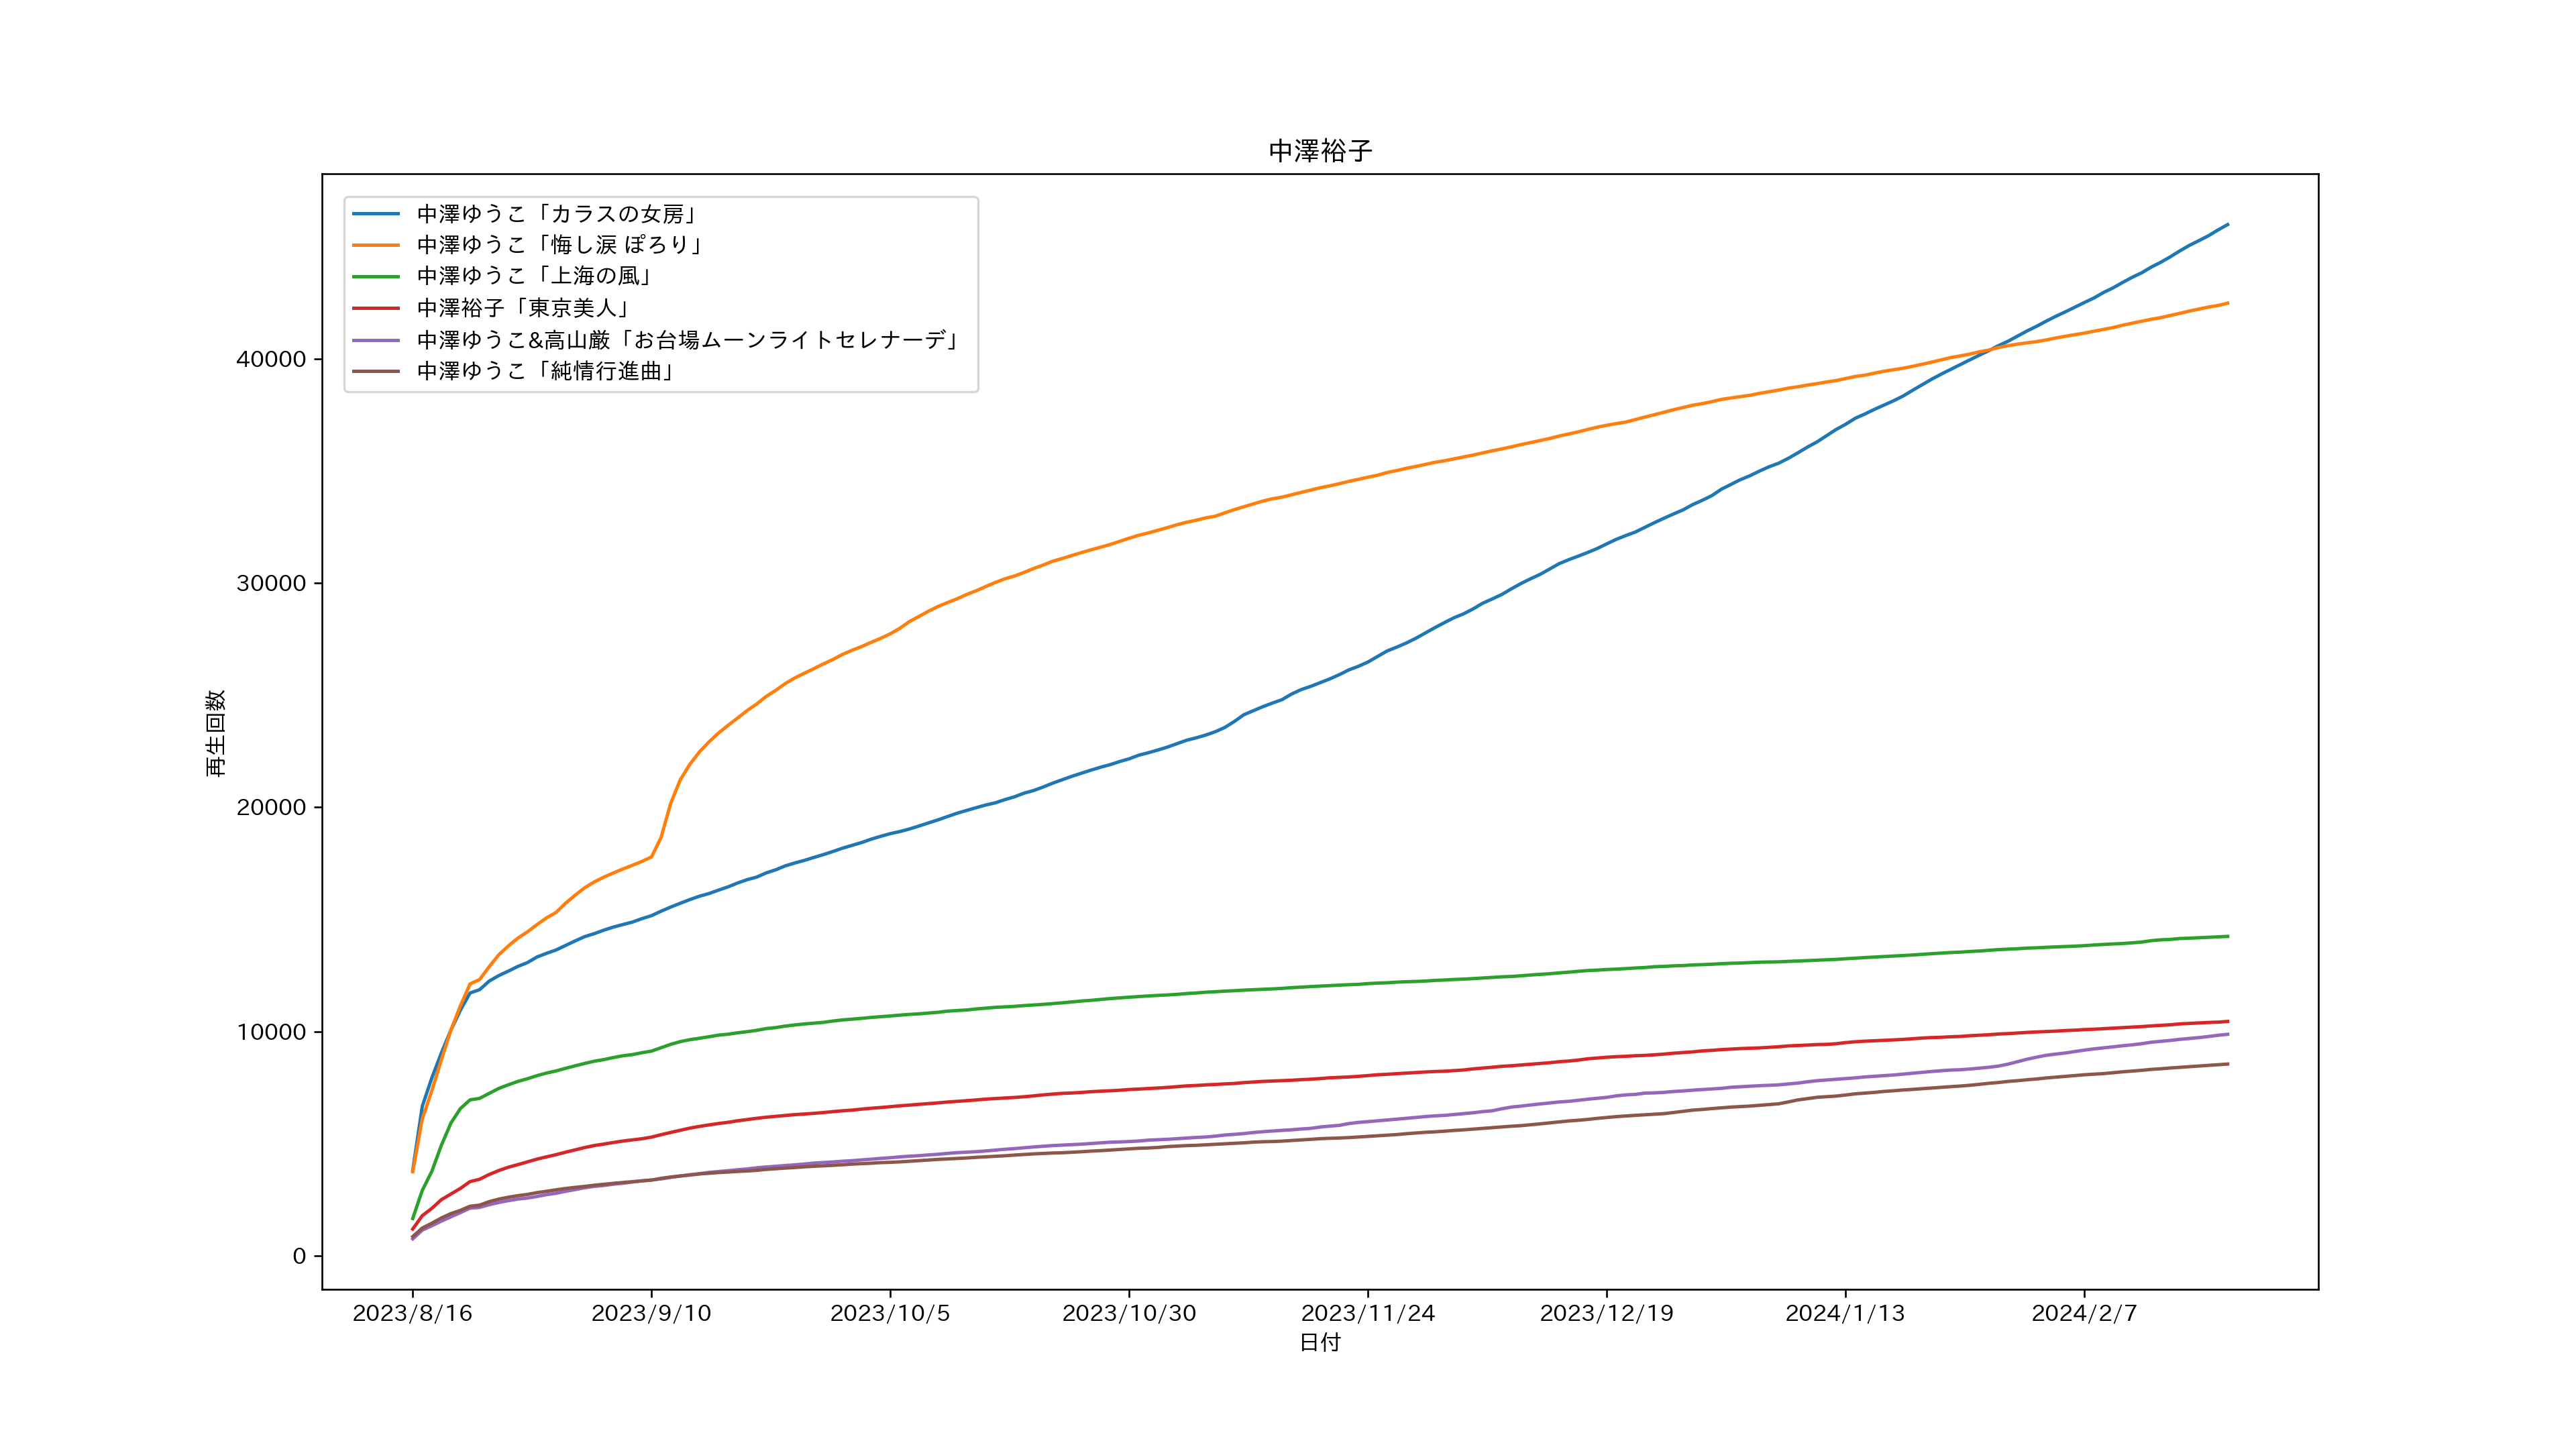 中澤裕子
中澤ゆうこ「カラスの女房」
中澤ゆうこ「悔し涙 ぽろり」
中澤ゆうこ「上海の風」
中澤裕子「東京美人」
中澤ゆうこ&高山厳「お台場ムーンライトセレナーデ」
中澤ゆうこ「純情行進曲」
再生回数
40000
30000
20000
10000
0
2023/8/16 2023/9/10 2023/10/5 2023/10/30 2023/11/24 2023/12/19 2024/1/13 2024/2/7
日付